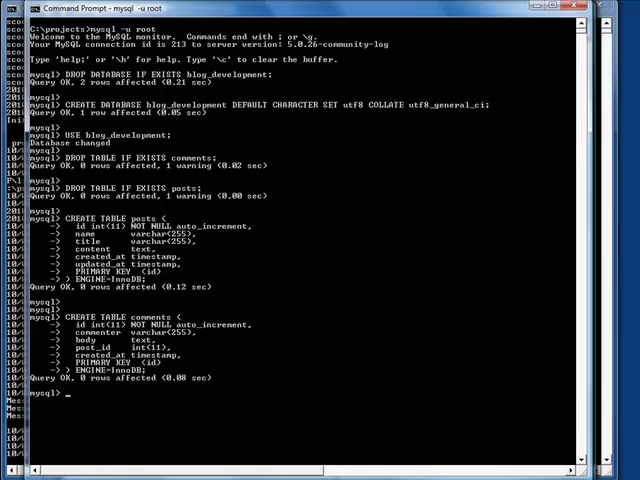 Command Prompt - mysql -u root
C:\projects>mysql -u root
Welcome to the MySQL monitor.  Commands end with ; or \g.
Your MySQL connection id is 213 to server version: 5.0.26-community-log
Type 'help;' or '\h' for help. Type '\c' to clear the buffer.
mysql> DROP DATABASE IF EXISTS blog_development;
Query OK, 2 rows affected (0.21 sec)
mysql> CREATE DATABASE blog_development DEFAULT CHARACTER SET utf8 COLLATE utf8_general_ci;
Query OK, 1 row affected (0.05 sec)
mysql>
mysql> USE blog_development;
Database changed
mysql> DROP TABLE IF EXISTS comments;
Query OK, 0 rows affected, 1 warning (0.02 sec)
mysql> DROP TABLE IF EXISTS posts;
Query OK, 0 rows affected, 1 warning (0.00 sec)
mysql>
mysql> CREATE TABLE posts (
    ->   id int(11) NOT NULL auto_increment,
    ->   name       varchar(255),
    ->   title      varchar(255),
    ->   content    text,
    ->   created_at timestamp,
    ->   updated_at timestamp,
    ->   PRIMARY KEY  (id)
    -> ) ENGINE=InnoDB;
Query OK, 0 rows affected (0.12 sec)
mysql>
mysql>
mysql> CREATE TABLE comments (
    ->   id int(11) NOT NULL auto_increment,
    ->   commenter  varchar(255),
    ->   body       text,
    ->   post_id    int(11),
    ->   created_at timestamp,
    ->   PRIMARY KEY  (id)
    -> ) ENGINE=InnoDB;
Query OK, 0 rows affected (0.08 sec)
mysql> _